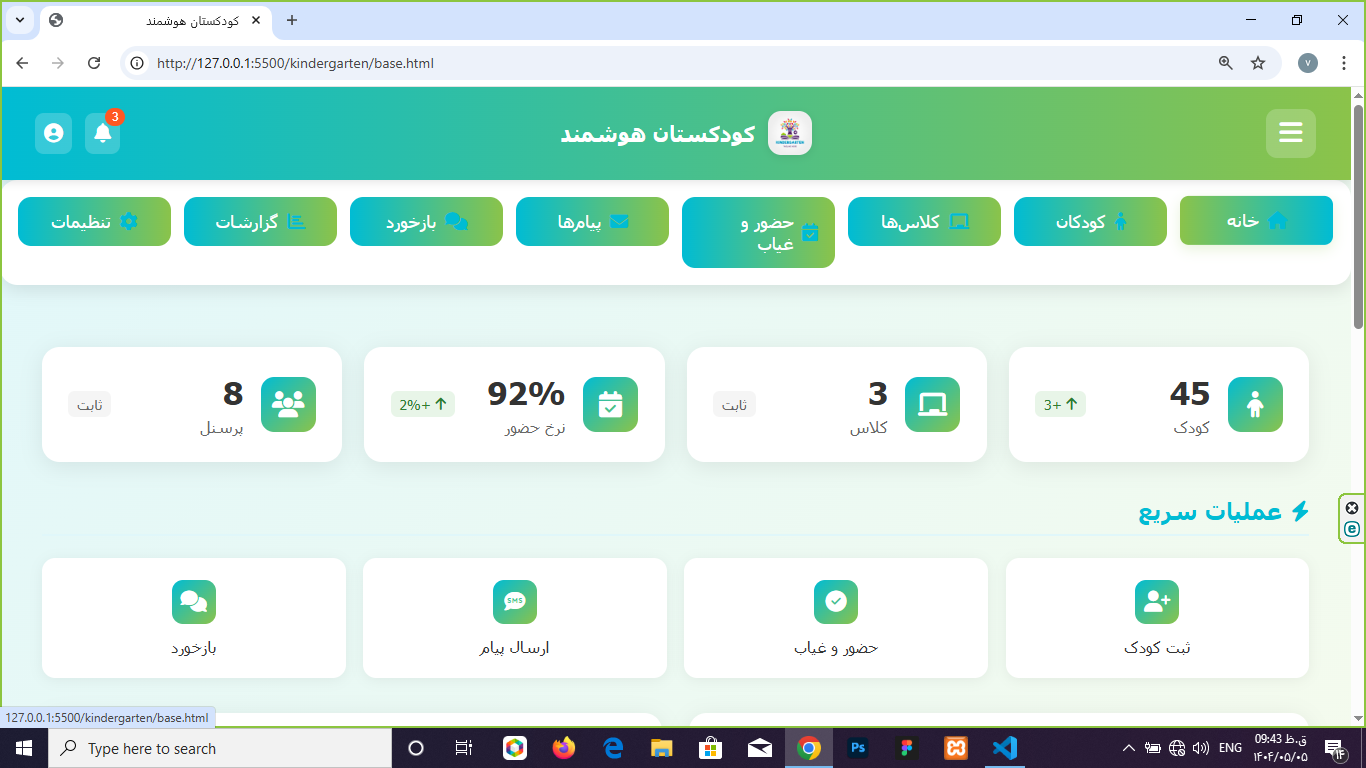 کودکستان هوشمند
http://127.0.0.1:5500/kindergarten/base.html
V
کودکستان هوشمند
3
خانه
کودکان
کلاس‌ها
حضور و
غیاب
پیام‌ها
بازخورد
گزارشات
تنظیمات
45
کودک
+3
3
کلاس
ثابت
92%
نرخ حضور
+2%
8
پرسنل
ثابت
عملیات سریع
ثبت کودک
حضور و غیاب
SMS
ارسال پیام
بازخورد
127.0.0.1:5500/kindergarten/base.html
Type here to search
Ps
ENG
09:43 ق.ظ
۱۴۰۴/۰۵/۰۵
۱۴